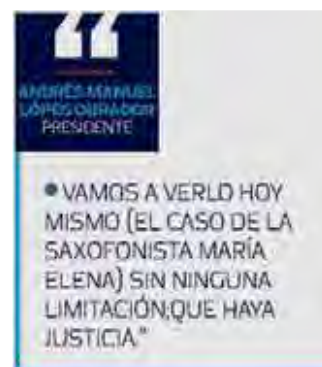 “
ANDRÉS MANUEL
LÓPES OBRADOR
PRESIDENTE
● VAMOS A VERLO HOY
MISMO (EL CASO DE LA
SAXOFONISTA MARÍA
ELENA) SIN NINGUNA
LIMITACIÓN,QUE HAYA
JUSTICIA"